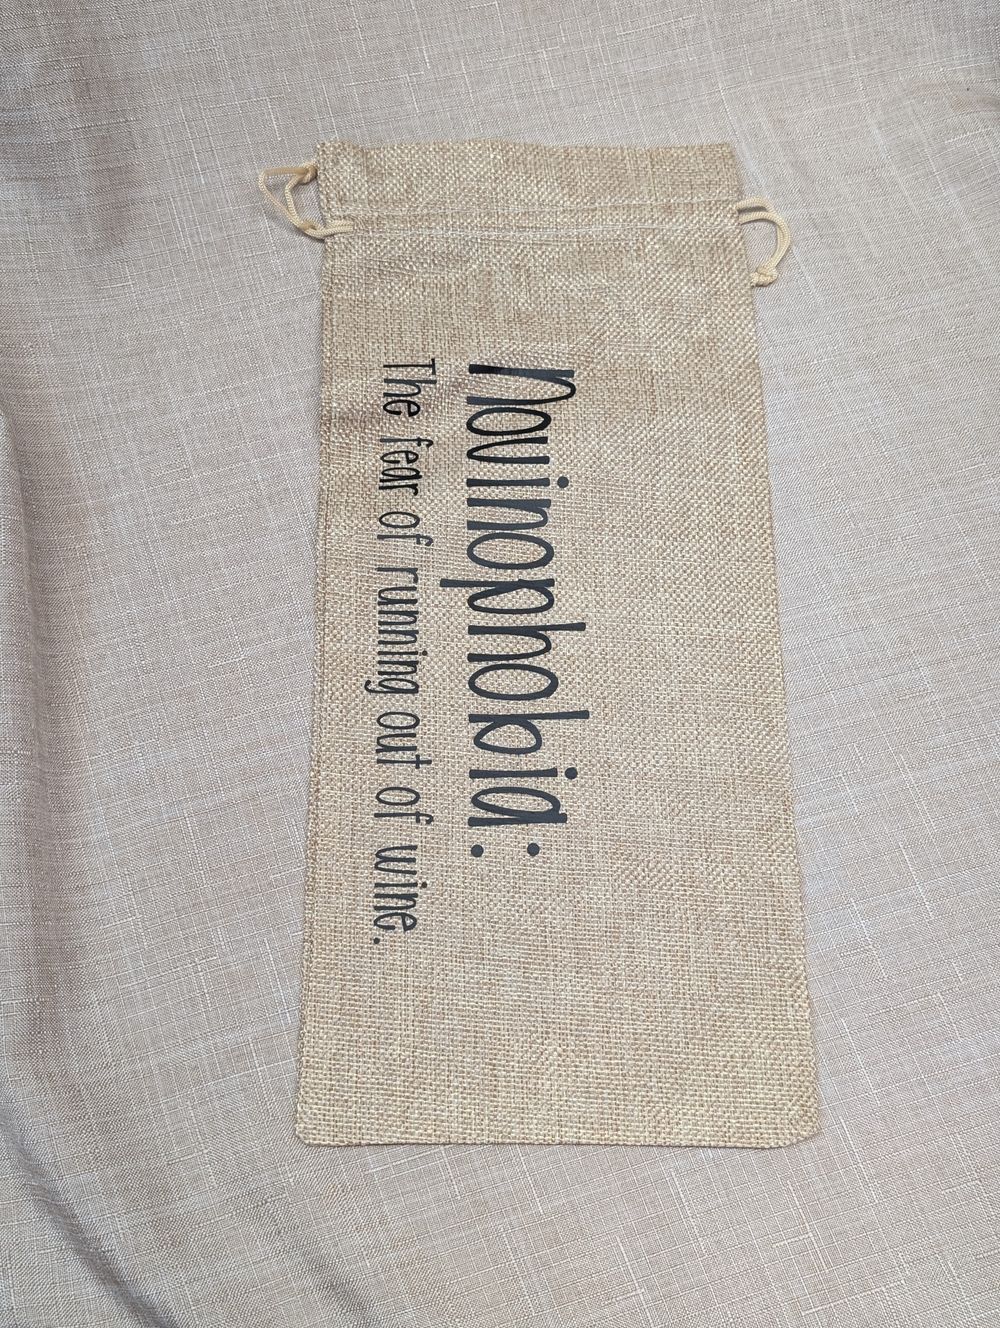 Novinophobia:
The fear of running out of wine.